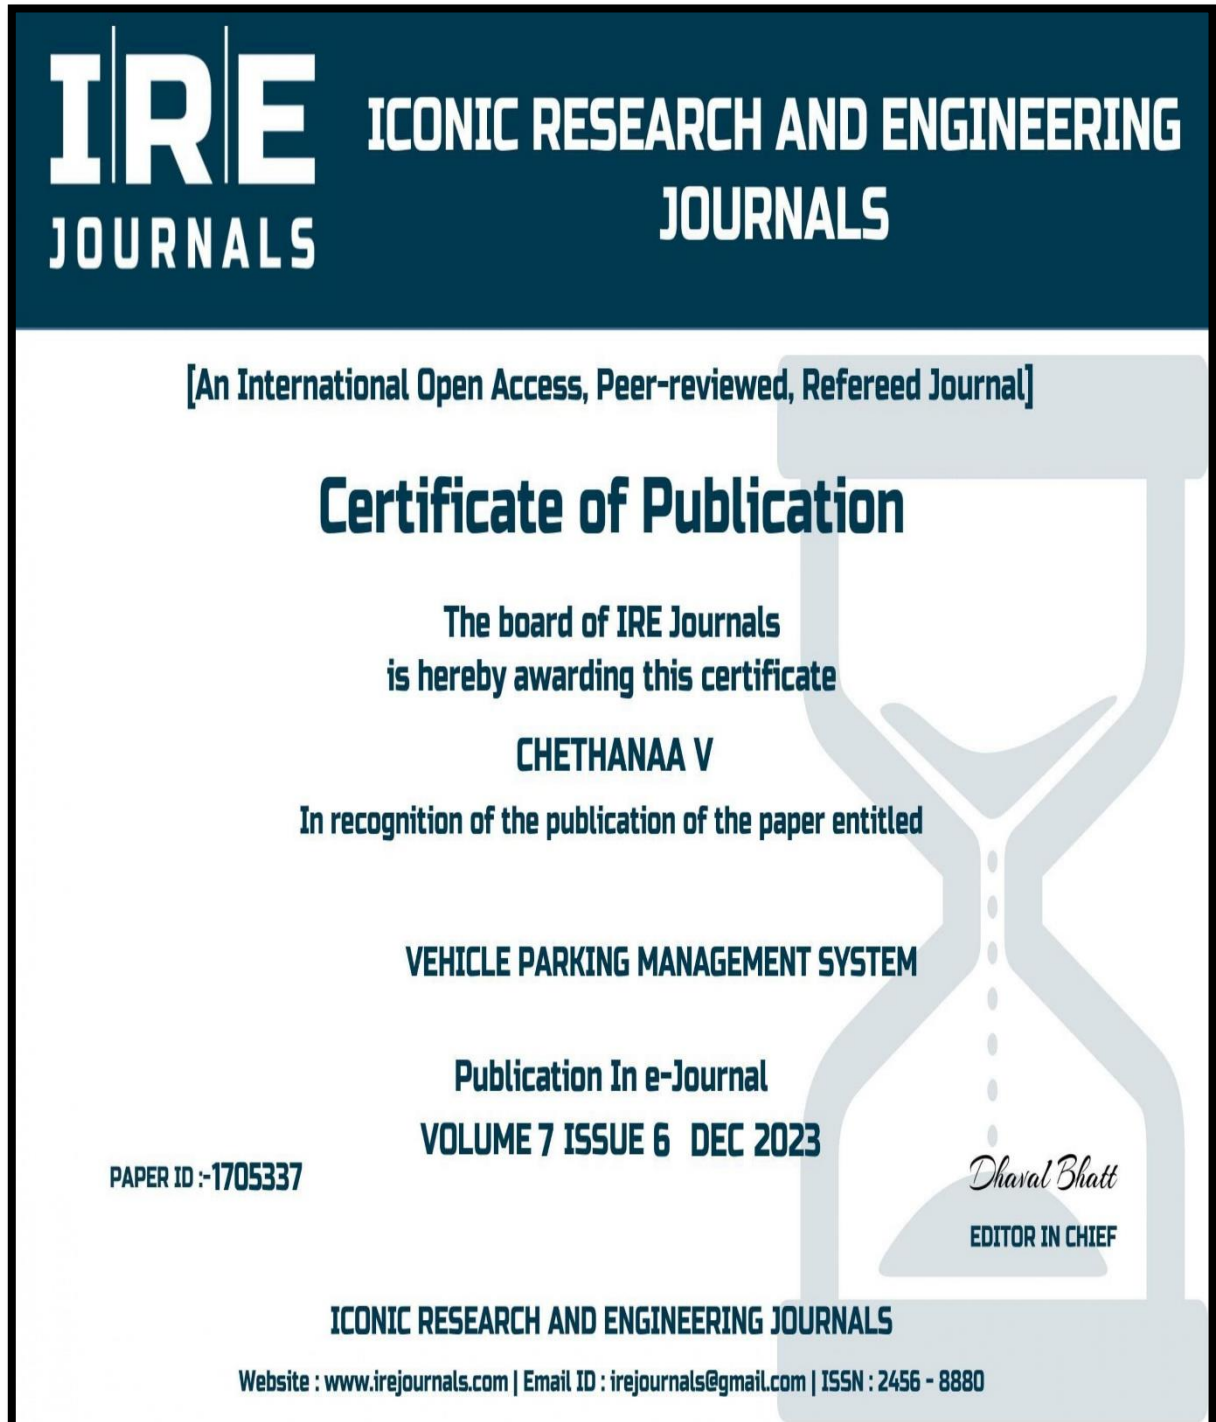 I|R|E
JOURNALS
ICONIC RESEARCH AND ENGINEERING
JOURNALS
[An International Open Access, Peer-reviewed, Refereed Journal]
Certificate of Publication
The board of IRE Journals
is hereby awarding this certificate
CHETHANAA V
In recognition of the publication of the paper entitled
VEHICLE PARKING MANAGEMENT SYSTEM
Publication In e-Journal
VOLUME 7 ISSUE 6 DEC 2023
PAPER ID :-1705337
Dhaval Bhatt
EDITOR IN CHIEF
ICONIC RESEARCH AND ENGINEERING JOURNALS
Website : www.irejournals.com | Email ID : irejournals@gmail.com | ISSN : 2456 - 8880